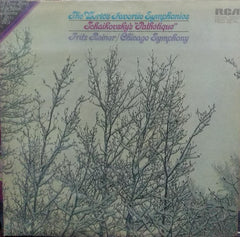 The World's Favorite Symphonies
Tchaikovsky's "Pathétique"
Fritz Reiner/Chicago Symphony
RCA